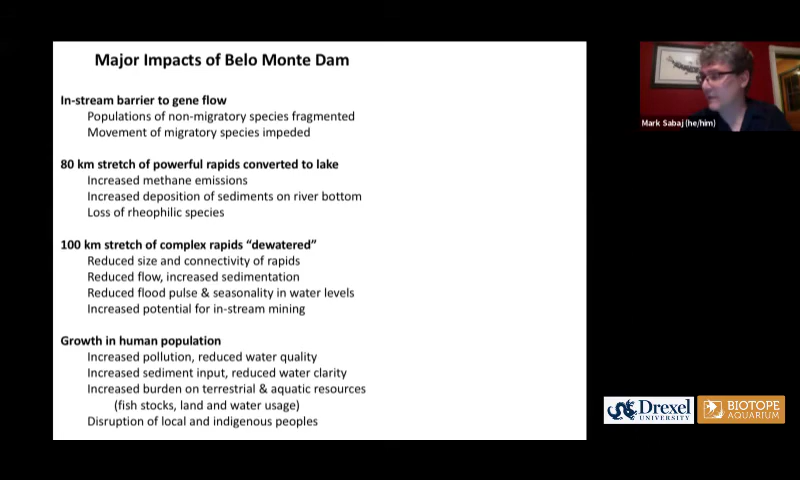 Major Impacts of Belo Monte Dam
In-stream barrier to gene flow
Populations of non-migratory species fragmented
Movement of migratory species impeded
80 km stretch of powerful rapids converted to lake
Increased methane emissions
Increased deposition of sediments on river bottom
Loss of rheophilic species
100 km stretch of complex rapids “dewatered”
Reduced size and connectivity of rapids
Reduced flow, increased sedimentation
Reduced flood pulse & seasonality in water levels
Increased potential for in-stream mining
Growth in human population
Increased pollution, reduced water quality
Increased sediment input, reduced water clarity
Increased burden on terrestrial & aquatic resources
(fish stocks, land and water usage)
Disruption of local and indigenous peoples
Mark Sabaj (he/him)
Drexel
UNIVERSITY
BIOTOPE
AQUARIUM